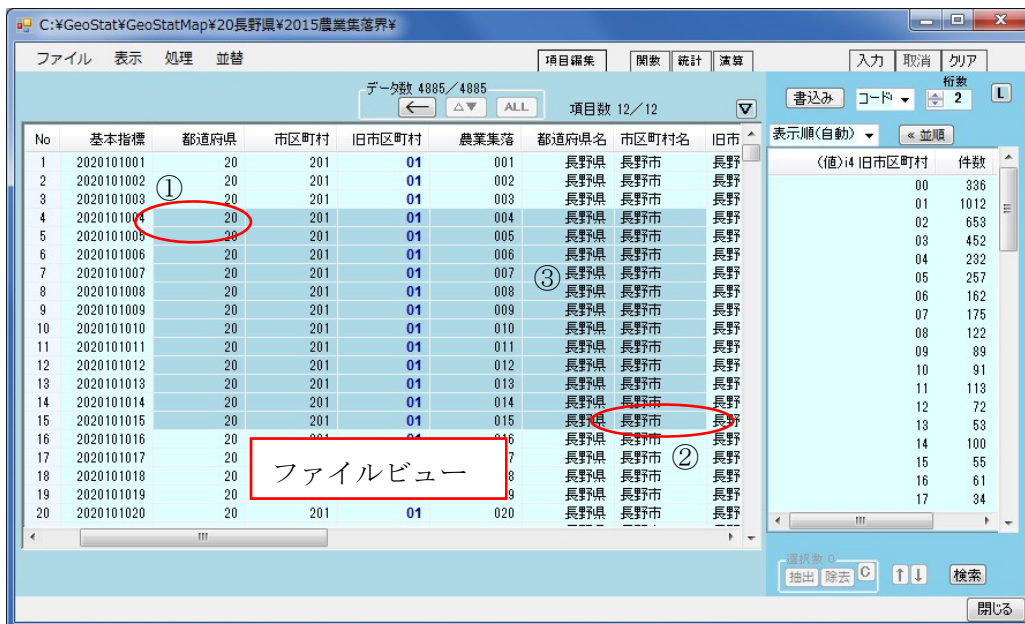 C:¥GeoStat¥GeoStatMap¥20長野県¥2015農業集落界¥
ファイル 表示 処理 並替 項目編集 関数 統計 演算 入力 取消 クリア
データ数 4885/4885
← △▼ ALL 項目数 12/12 ▽
書込み コード 桁数 2 L
表示順(自動) ≪ 並順
No 基本指標 都道府県 市区町村 旧市区町村 農業集落 都道府県名 市区町村名 旧市
1 2020101001 20 201 01 001 長野県 長野市 長野
2 2020101002 20 201 01 002 長野県 長野市 長野
①
3 2020101003 20 201 01 003 長野県 長野市 長野
4 2020101004 20 201 01 004 長野県 長野市 長野
5 2020101005 20 201 01 005 長野県 長野市 長野
6 2020101006 20 201 01 006 長野県 長野市 長野
7 2020101007 20 201 01 007 長野県 長野市 長野
③
8 2020101008 20 201 01 008 長野県 長野市 長野
9 2020101009 20 201 01 009 長野県 長野市 長野
10 2020101010 20 201 01 010 長野県 長野市 長野
11 2020101011 20 201 01 011 長野県 長野市 長野
12 2020101012 20 201 01 012 長野県 長野市 長野
13 2020101013 20 201 01 013 長野県 長野市 長野
14 2020101014 20 201 01 014 長野県 長野市 長野
15 2020101015 20 201 01 015 長野県 長野市 長野
16 2020101016 20 長野県 長野市 長野
17 2020101017 20 7 長野県 長野市 長野
②
18 2020101018 20 8 長野県 長野市 長野
19 2020101019 20 9 長野県 長野市 長野
20 2020101020 20 201 01 020 長野県 長野市 長野
ファイルビュー
(値)i4 旧市区町村 件数
00 336
01 1012
02 653
03 452
04 232
05 257
06 162
07 175
08 122
09 89
10 91
11 113
12 72
13 53
14 100
15 55
16 61
17 34
選択数 0
抽出 除去 C ↑ ↓ 検索
閉じる